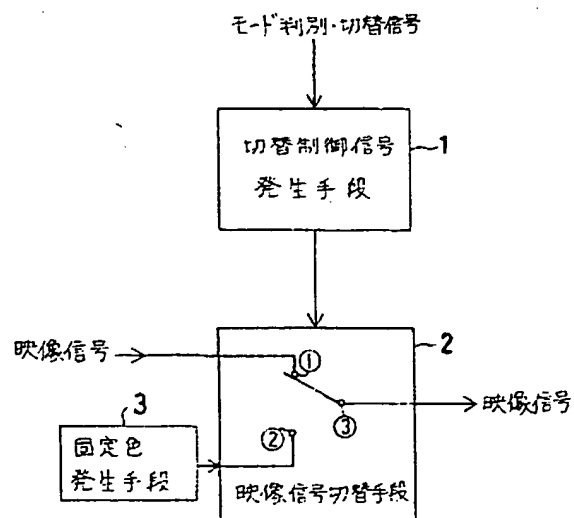 モード判別・切替信号
切替制御信号
発生手段
1
映像信号
2
①
②
③
映像信号
3
固定色
発生手段
映像信号切替手段